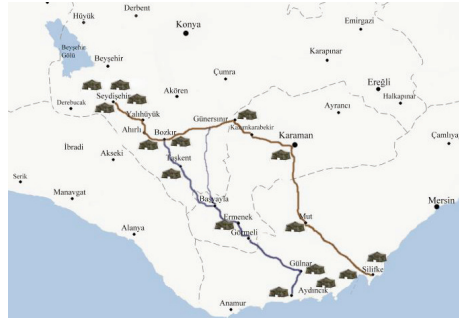 Derbent
Hüyük
Konya
Emirgazi
Beyşehir
Gölü
Beyşehir
Karapınar
Çumra
Ereğli
Seydişehir
Akören
Halkapınar
Derebucak
Yalıhüyük
Ayrancı
Güneysınır
Ahırlı
Bozkır
Kazımkarabekir
Karaman
Çamlıya
İbradi
Akseki
Taşkent
Serik
Manavgat
Başyayla
Mersin
Ermenek
Mut
Alanya
Görmeli
Gülnar
Silifke
Aydıncık
Anamur